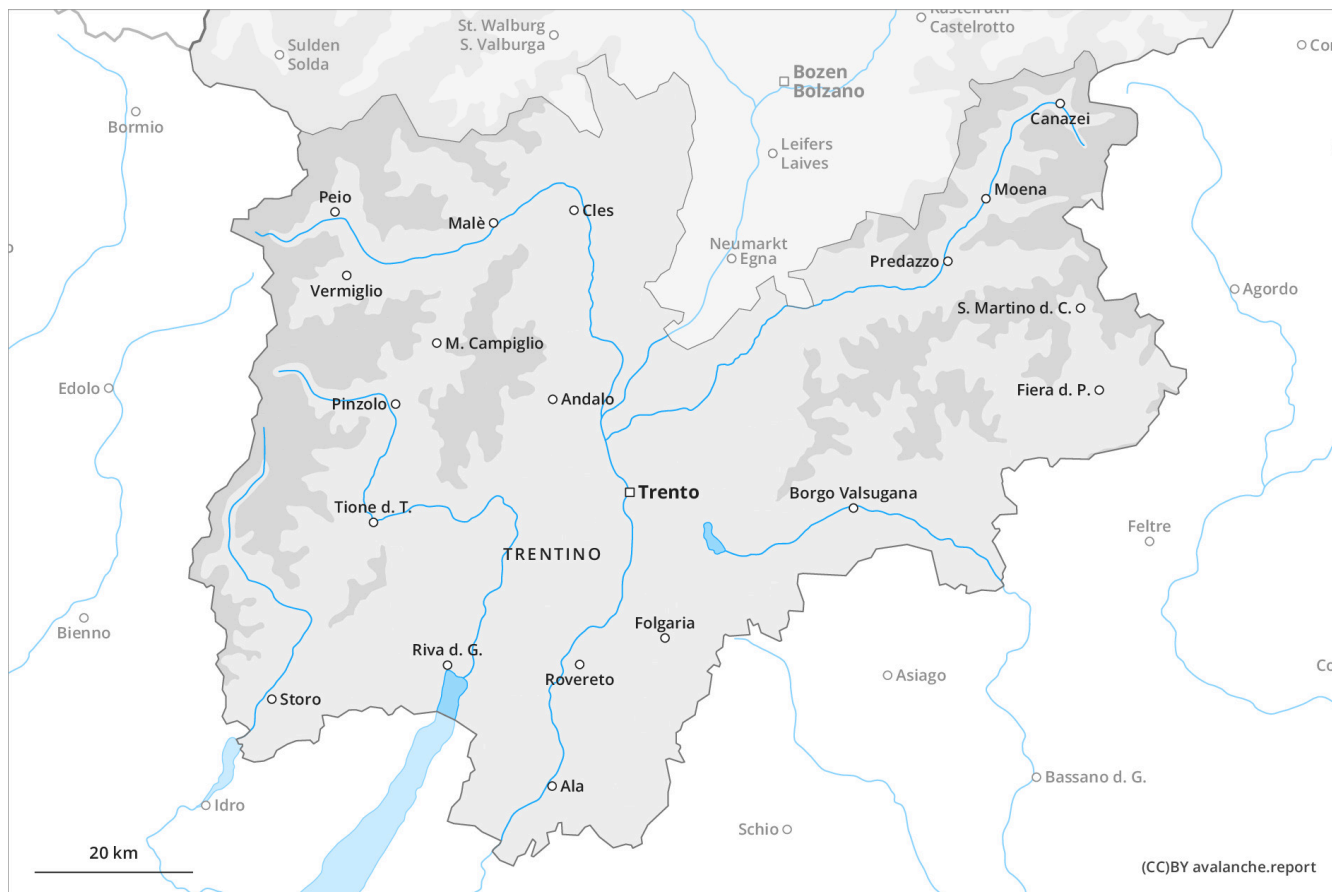 Kastelruth
Castelrotto
St. Walburg
S. Valburga
Sulden
Solda
Cor
Bozen
Bolzano
Bormio
Canazei
Leifers
Laives
Moena
Peio
Malè
Cles
Neumarkt
Egna
Predazzo
Vermiglio
Agordo
S. Martino d. C.
M. Campiglio
Edolo
Fiera d. P.
Pinzolo
Andalo
Trento
Borgo Valsugana
Tione d. T.
Feltre
TRENTINO
Bienno
Folgaria
Riva d. G.
Co
Asiago
Rovereto
Storo
Bassano d. G.
Ala
Idro
Schio
20 km
(CC)BY avalanche.report